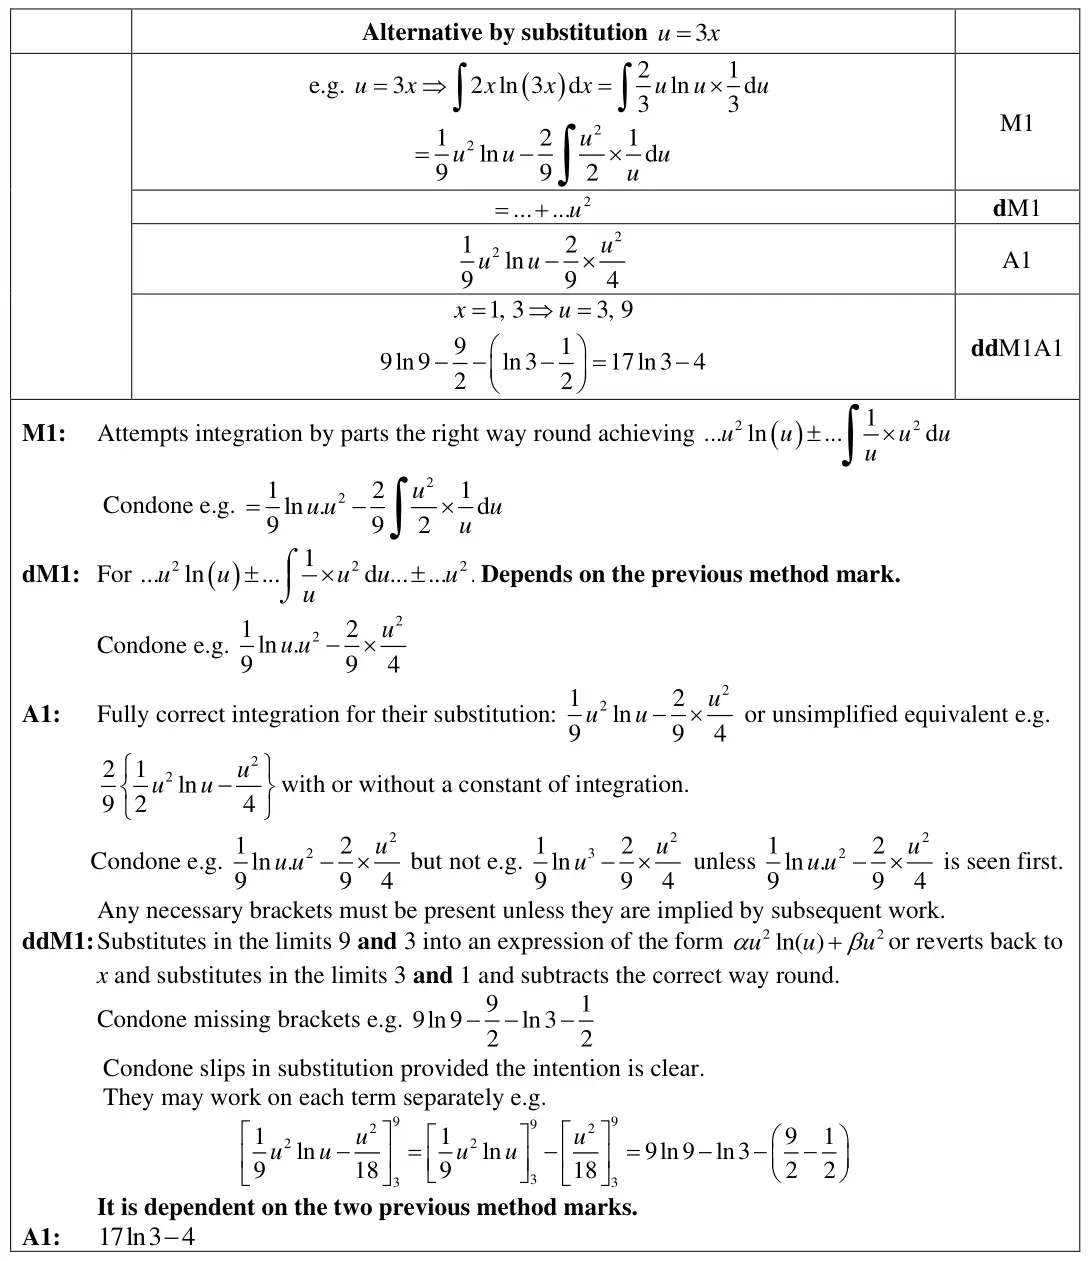 Alternative by substitution u = 3x
e.g. u = 3x ⇒ ∫ 2x ln(3x) dx = ∫ 2/3 u ln u × 1/3 du
= 1/9 u² ln u − 2/9 ∫ u²/2 × 1/u du
M1
= ... + ...u²
dM1
1/9 u² ln u − 2/9 × u²/4
A1
x = 1, 3 ⇒ u = 3, 9
9 ln 9 − 9/2 − (ln 3 − 1/2) = 17 ln 3 − 4
ddM1A1
M1: Attempts integration by parts the right way round achieving ...u² ln(u) ± ...∫ 1/u × u² du
Condone e.g. = 1/9 ln u.u² − 2/9 ∫ u²/2 × 1/u du
dM1: For ...u² ln(u) ± ...∫ 1/u × u² du... ± ...u². Depends on the previous method mark.
Condone e.g. 1/9 ln u.u² − 2/9 × u²/4
A1: Fully correct integration for their substitution: 1/9 u² ln u − 2/9 × u²/4 or unsimplified equivalent e.g.
2/9 {1/2 u² ln u − u²/4} with or without a constant of integration.
Condone e.g. 1/9 ln u.u² − 2/9 × u²/4 but not e.g. 1/9 ln u³ − 2/9 × u²/4 unless 1/9 ln u.u² − 2/9 × u²/4 is seen first.
Any necessary brackets must be present unless they are implied by subsequent work.
ddM1: Substitutes in the limits 9 and 3 into an expression of the form αu² ln(u) + βu² or reverts back to
x and substitutes in the limits 3 and 1 and subtracts the correct way round.
Condone missing brackets e.g. 9 ln 9 − 9/2 − ln 3 − 1/2
Condone slips in substitution provided the intention is clear.
They may work on each term separately e.g.
[1/9 u² ln u − u²/18]₃⁹ = [1/9 u² ln u]₃⁹ − [u²/18]₃⁹ = 9 ln 9 − ln 3 − (9/2 − 1/2)
It is dependent on the two previous method marks.
A1: 17 ln 3 − 4